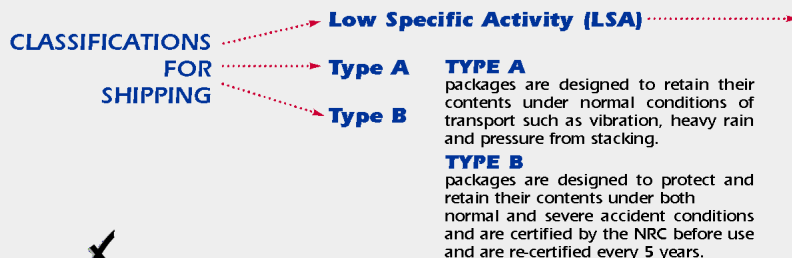 CLASSIFICATIONS
FOR
SHIPPING
Low Specific Activity (LSA)
Type A
Type B
TYPE A
packages are designed to retain their
contents under normal conditions of
transport such as vibration, heavy rain
and pressure from stacking.
TYPE B
packages are designed to protect and
retain their contents under both
normal and severe accident conditions
and are certified by the NRC before use
and are re-certified every 5 years.